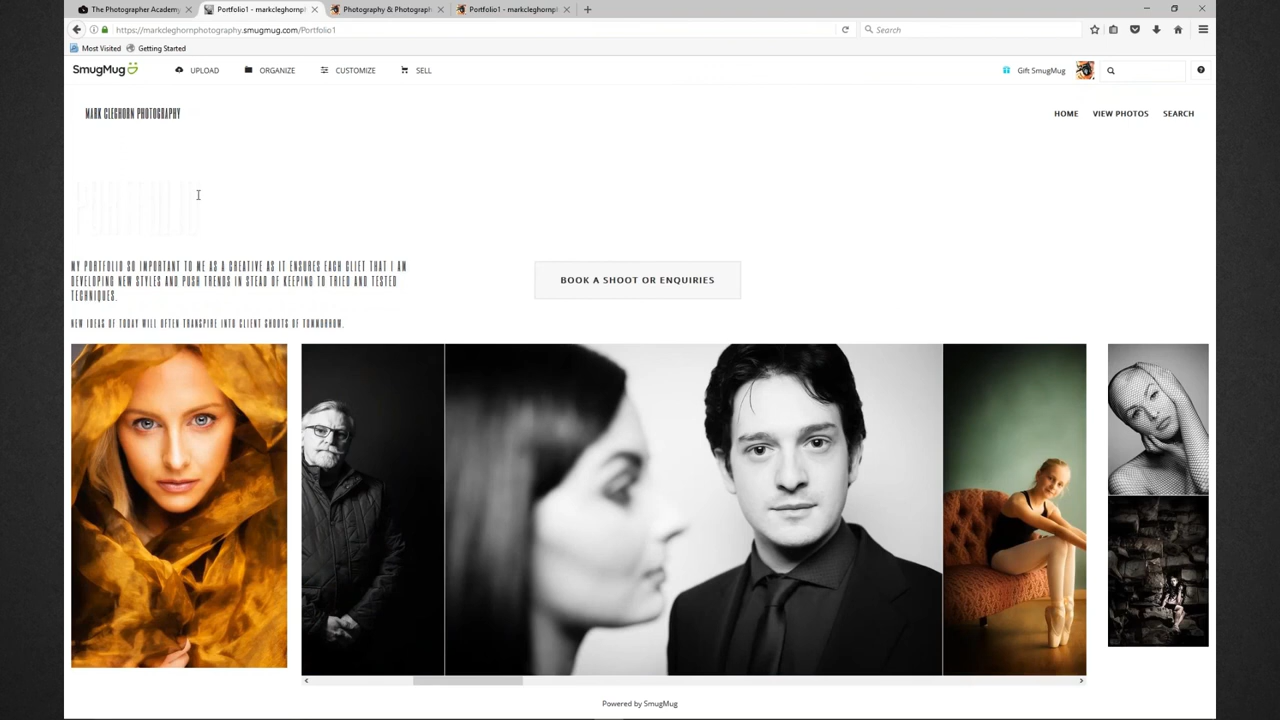 The Photographer Academy
Portfolio1 - markcleghornph
Photography & Photograph
Portfolio1 - markcleghornph
https://markcleghornphotography.smugmug.com/Portfolio1
Search
Most Visited
Getting Started
SmugMug
UPLOAD
ORGANIZE
CUSTOMIZE
SELL
Gift SmugMug
MARK CLEGHORN PHOTOGRAPHY
HOME
VIEW PHOTOS
SEARCH
PORTFOLIO
MY PORTFOLIO SO IMPORTANT TO ME AS A CREATIVE AS IT ENSURES EACH CLIET THAT I AM
DEVELOPING NEW STYLES AND PUSH TRENDS IN STEAD OF KEEPING TO TRIED AND TESTED
TECHNIQUES.
NEW IDEAS OF TODAY WILL OFTEN TRANSPIRE INTO CLIENT SHOOTS OF TOMMORROW.
BOOK A SHOOT OR ENQUIRIES
Powered by SmugMug